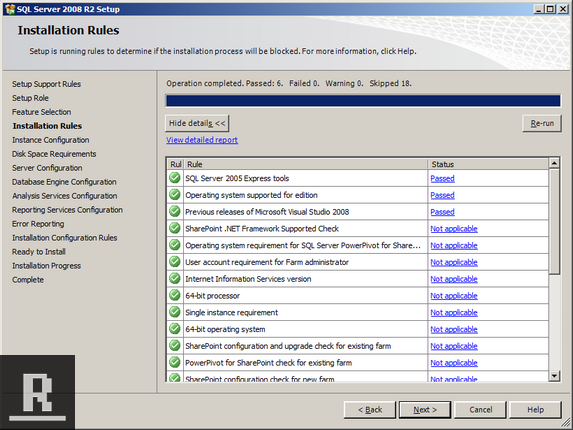 SQL Server 2008 R2 Setup
Installation Rules
Setup is running rules to determine if the installation process will be blocked. For more information, click Help.
Setup Support Rules
Setup Role
Feature Selection
Installation Rules
Instance Configuration
Disk Space Requirements
Server Configuration
Database Engine Configuration
Analysis Services Configuration
Reporting Services Configuration
Error Reporting
Installation Configuration Rules
Ready to Install
Installation Progress
Complete
Operation completed. Passed: 6. Failed 0. Warning 0. Skipped 18.
Hide details << Re-run
View detailed report
Rul Rule Status
SQL Server 2005 Express tools Passed
Operating system supported for edition Passed
Previous releases of Microsoft Visual Studio 2008 Passed
SharePoint .NET Framework Supported Check Not applicable
Operating system requirement for SQL Server PowerPivot for Share... Not applicable
User account requirement for Farm administrator Not applicable
Internet Information Services version Not applicable
64-bit processor Not applicable
Single instance requirement Not applicable
64-bit operating system Not applicable
SharePoint configuration and upgrade check for existing farm Not applicable
PowerPivot for SharePoint check for existing farm Not applicable
SharePoint configuration check for new farm Not applicable
R
< Back Next > Cancel Help